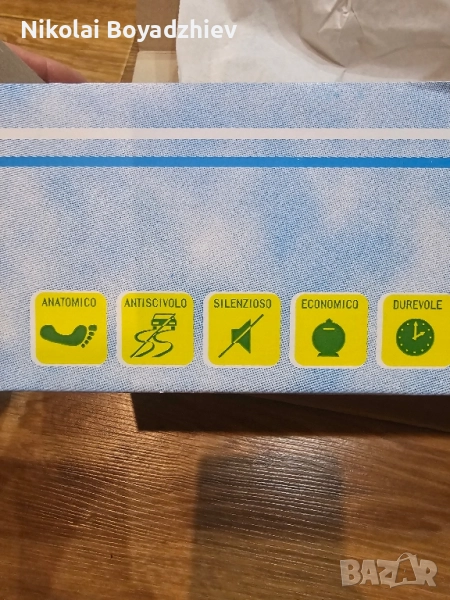 Nikolai Boyadzhiev
ANATOMICO ANTISCIVOLO SILENZIOSO ECONOMICO DUREVOLE
BAZAR